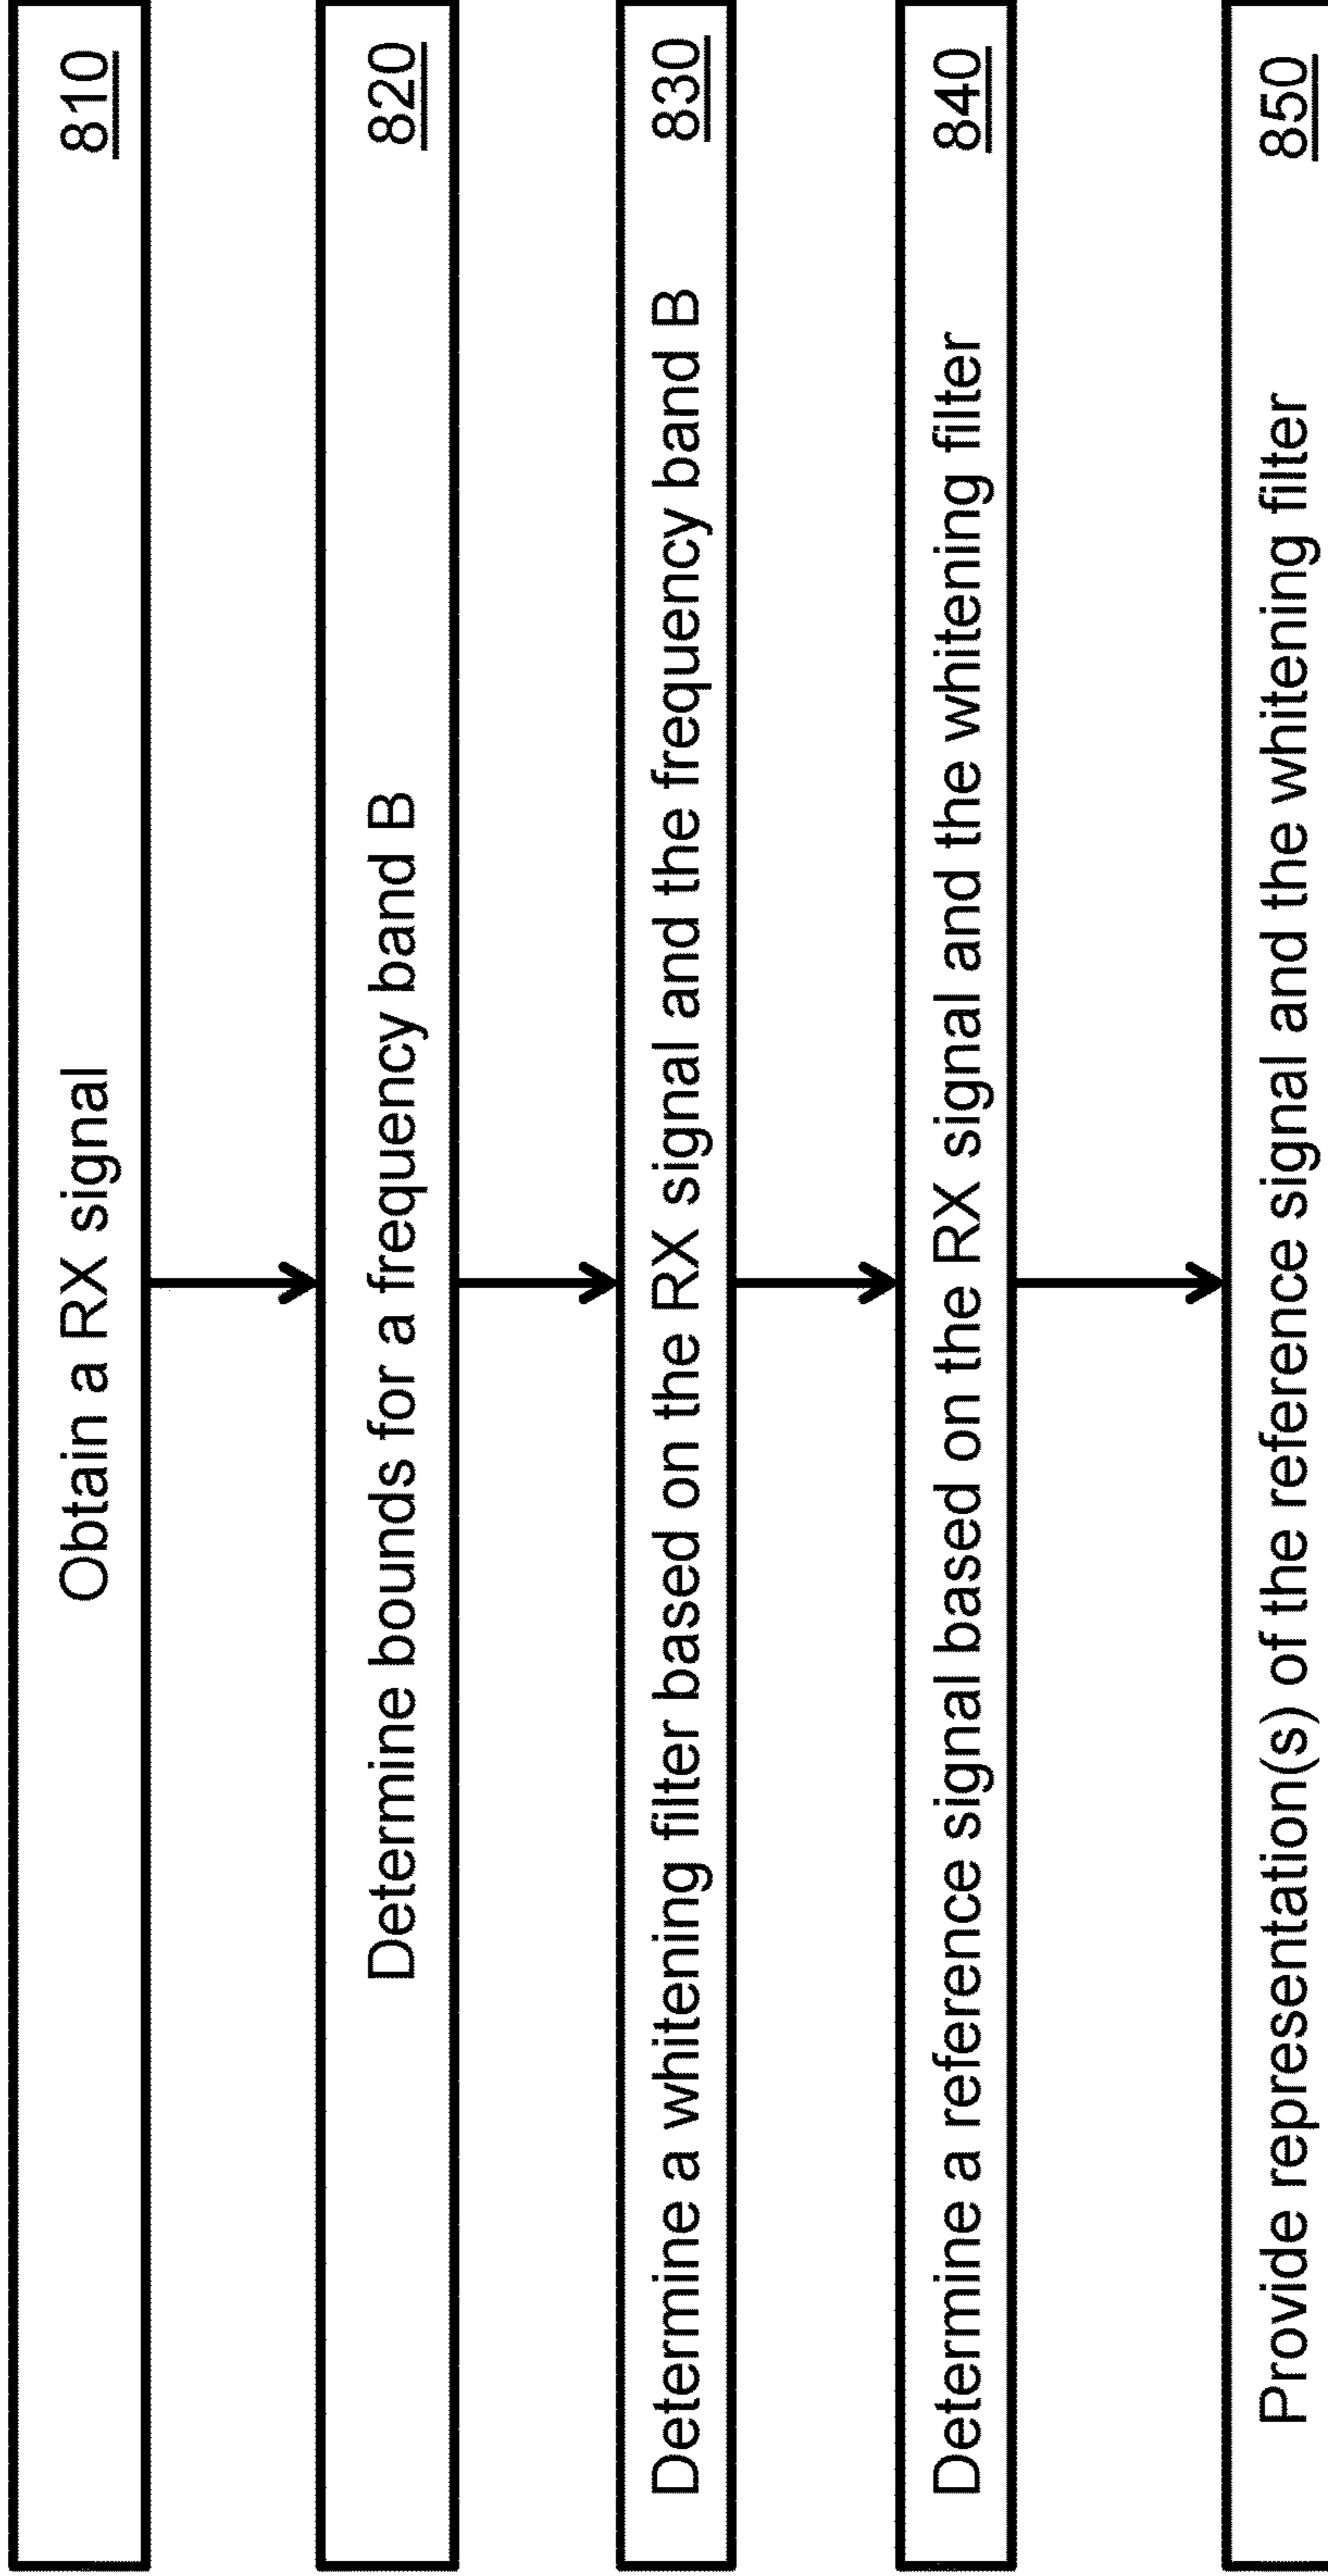 Obtain a RX signal 810
Determine bounds for a frequency band B 820
Determine a whitening filter based on the RX signal and the frequency band B 830
Determine a reference signal based on the RX signal and the whitening filter 840
Provide representation(s) of the reference signal and the whitening filter 850